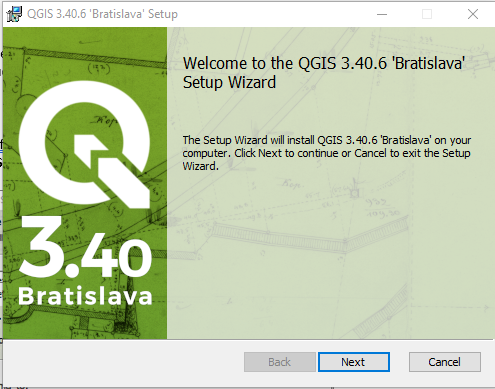 QGIS 3.40.6 'Bratislava' Setup
Welcome to the QGIS 3.40.6 'Bratislava'
Setup Wizard
The Setup Wizard will install QGIS 3.40.6 'Bratislava' on your
computer. Click Next to continue or Cancel to exit the Setup
Wizard.
3.40
Bratislava
Back
Next
Cancel